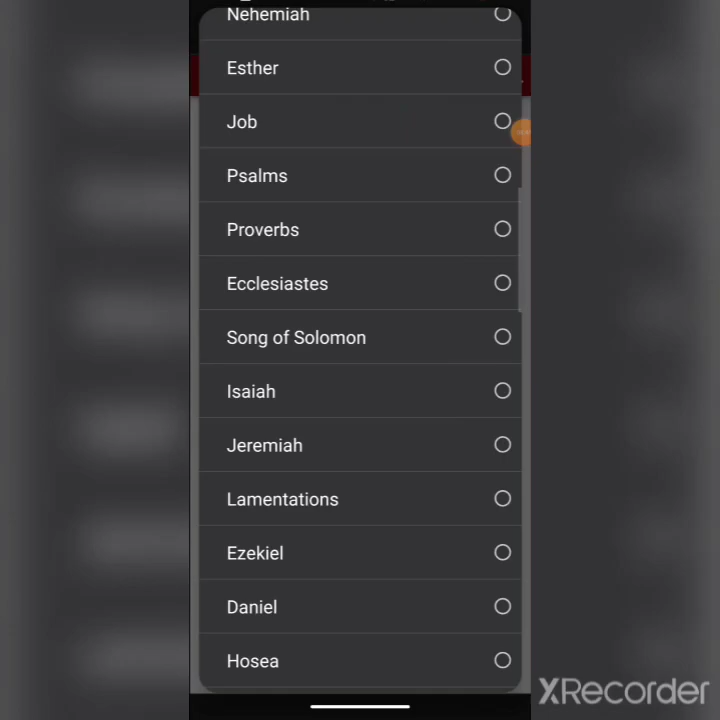 Nehemiah
Esther
Job
Psalms
Proverbs
Ecclesiastes
Song of Solomon
Isaiah
Jeremiah
Lamentations
Ezekiel
Daniel
Hosea
XRecorder